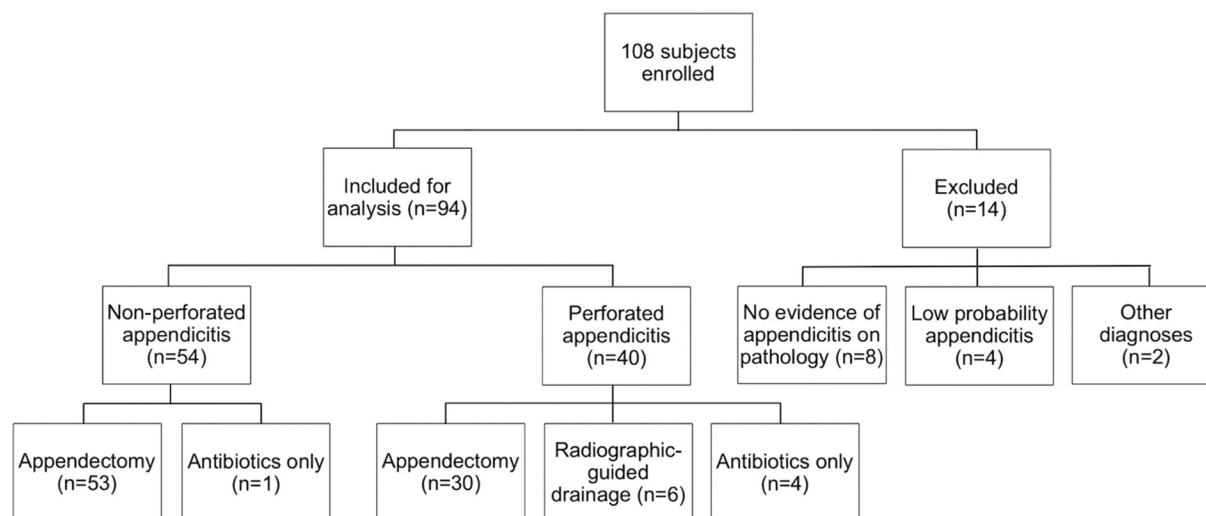 108 subjects
enrolled
Included for
analysis (n=94)
Excluded
(n=14)
Non-perforated
appendicitis
(n=54)
Perforated
appendicitis
(n=40)
No evidence of
appendicitis on
pathology (n=8)
Low probability
appendicitis
(n=4)
Other
diagnoses
(n=2)
Appendectomy
(n=53)
Antibiotics only
(n=1)
Appendectomy
(n=30)
Radiographic-
guided
drainage (n=6)
Antibiotics only
(n=4)